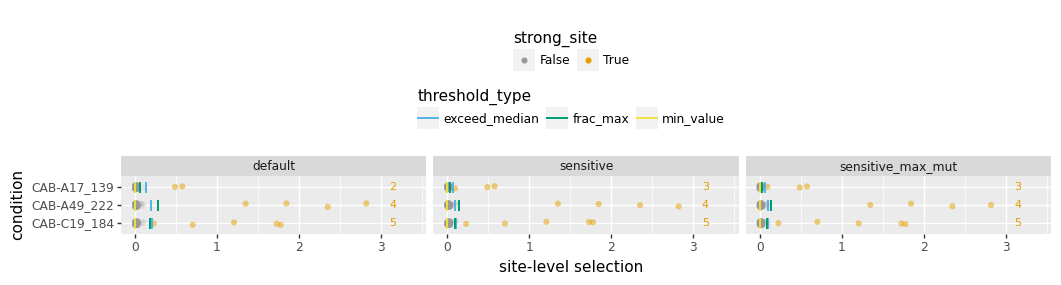 strong_site
False True
threshold_type
exceed_median frac_max min_value
default sensitive sensitive_max_mut
condition
CAB-A17_139 2 3 3
CAB-A49_222 4 4 4
CAB-C19_184 5 5 5
0 1 2 3 0 1 2 3 0 1 2 3
site-level selection